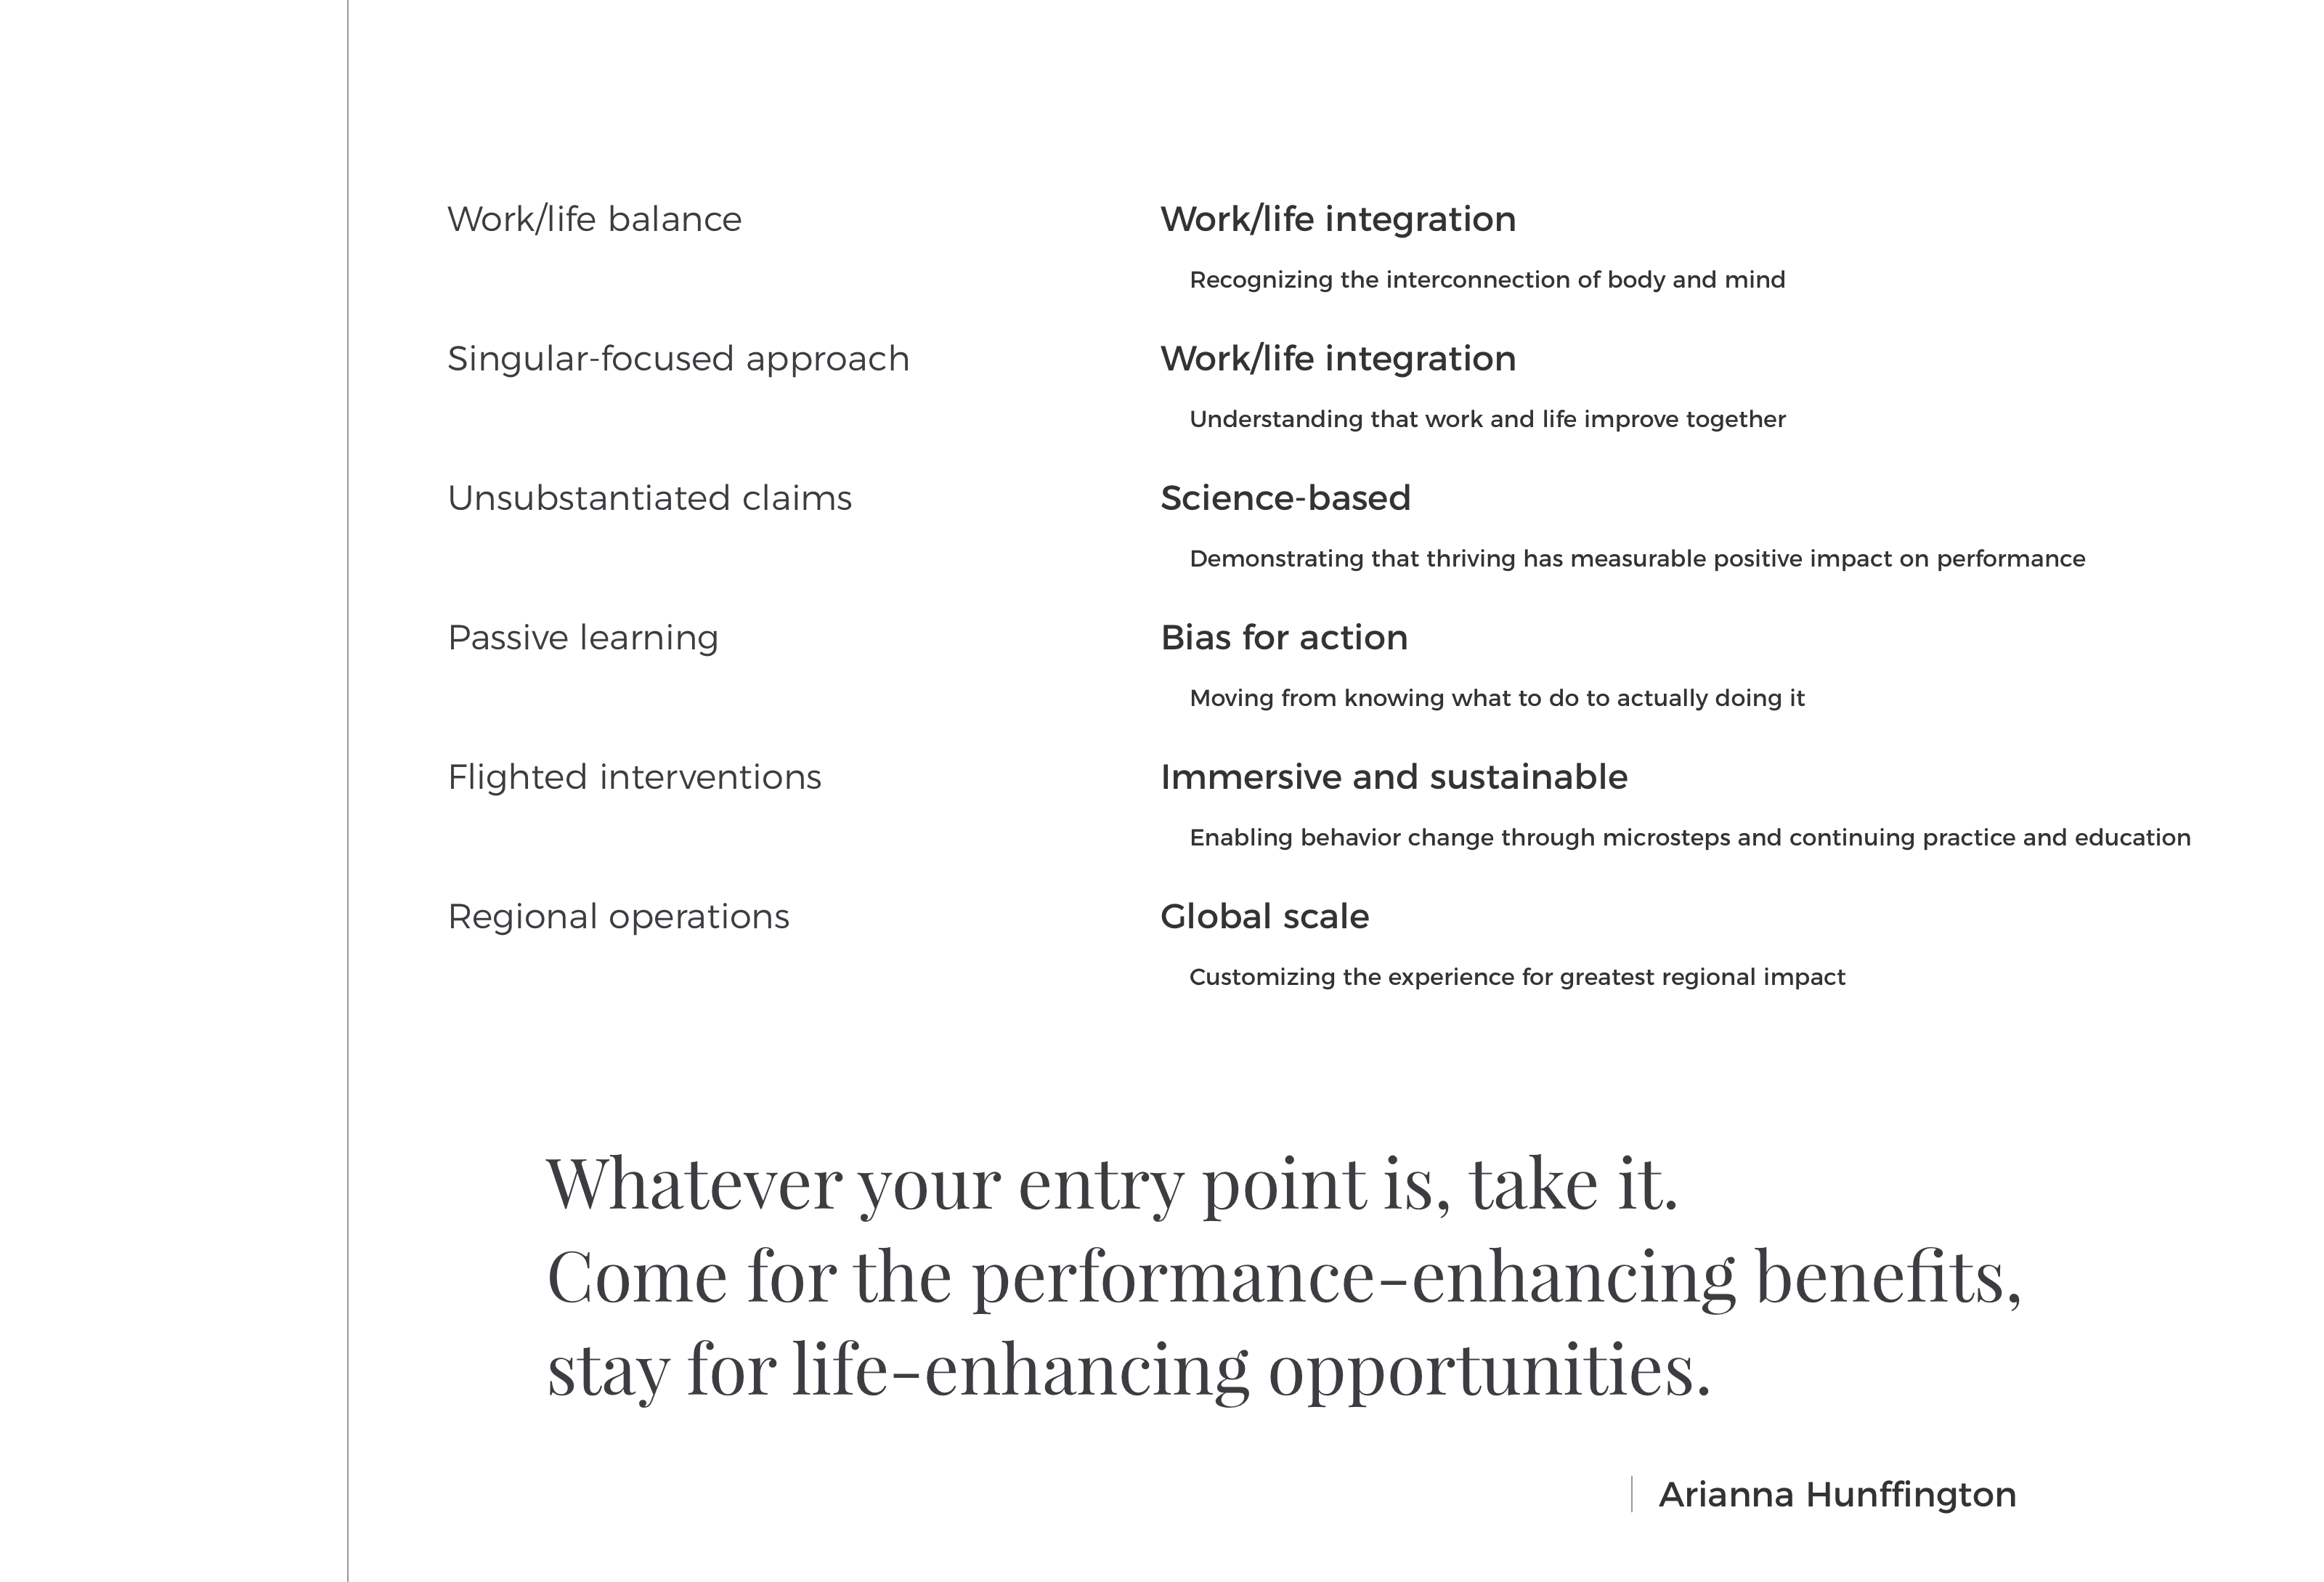 Work/life balance
Work/life integration
Recognizing the interconnection of body and mind
Singular-focused approach
Work/life integration
Understanding that work and life improve together
Unsubstantiated claims
Science-based
Demonstrating that thriving has measurable positive impact on performance
Passive learning
Bias for action
Moving from knowing what to do to actually doing it
Flighted interventions
Immersive and sustainable
Enabling behavior change through microsteps and continuing practice and education
Regional operations
Global scale
Customizing the experience for greatest regional impact
Whatever your entry point is, take it.
Come for the performance-enhancing benefits,
stay for life-enhancing opportunities.
Arianna Hunffington